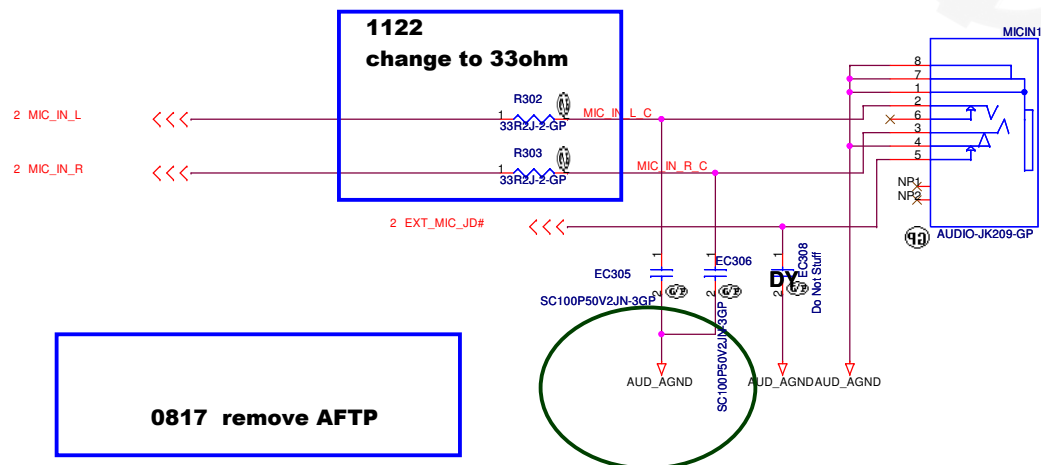 1122
change to 33ohm
MICIN1
8
7
1
2
6
3
4
5
NP1
NP2
AUDIO-JK209-GP
2 MIC_IN_L
1
R302
33R2J-2-GP
MIC_IN_L_C
2 MIC_IN_R
1
R303
33R2J-2-GP
MIC_IN_R_C
2 EXT_MIC_JD#
EC305
1
2
SC100P50V2JN-3GP
EC306
1
2
SC100P50V2JN-3GP
EC308
1
2
DY
Do Not Stuff
AUD_AGND
AUD_AGND
AUD_AGND
0817 remove AFTP